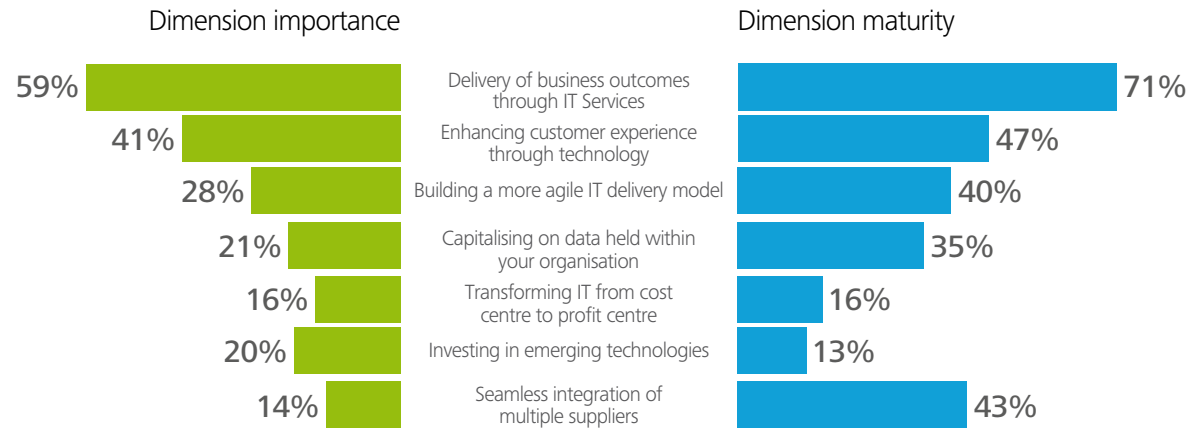 Dimension importance
Dimension maturity
59%
Delivery of business outcomes
through IT Services
71%
41%
Enhancing customer experience
through technology
47%
28%
Building a more agile IT delivery model
40%
21%
Capitalising on data held within
your organisation
35%
16%
Transforming IT from cost
centre to profit centre
16%
20%
Investing in emerging technologies
13%
14%
Seamless integration of
multiple suppliers
43%